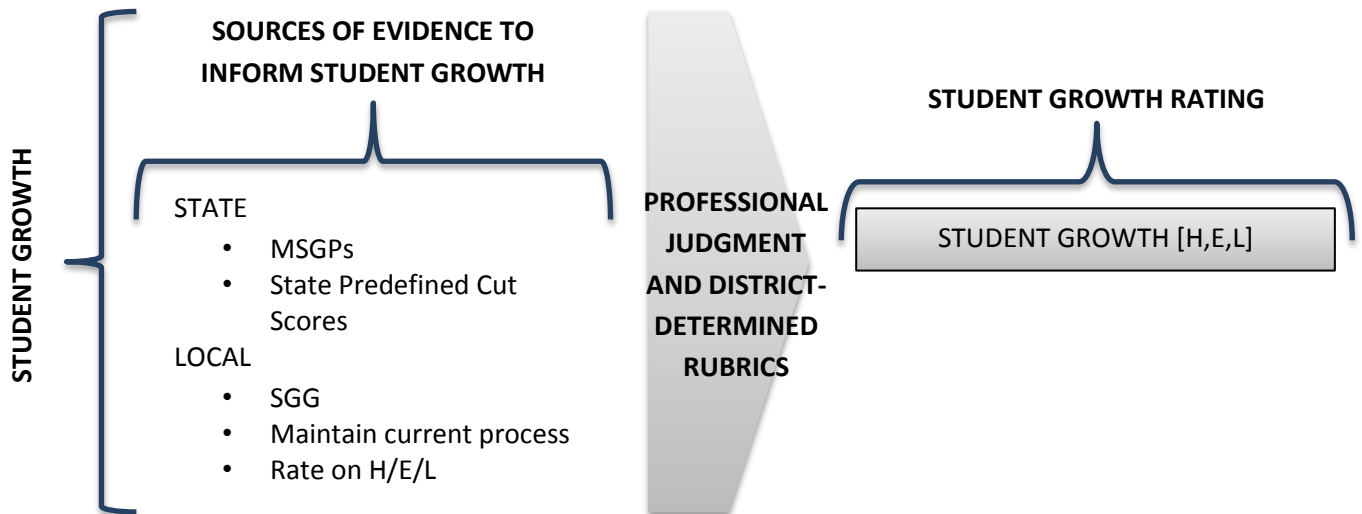 STUDENT GROWTH
SOURCES OF EVIDENCE TO
INFORM STUDENT GROWTH
STATE
• MSGPs
• State Predefined Cut
Scores
LOCAL
• SGG
• Maintain current process
• Rate on H/E/L
PROFESSIONAL
JUDGMENT
AND DISTRICT-
DETERMINED
RUBRICS
STUDENT GROWTH RATING
STUDENT GROWTH [H,E,L]